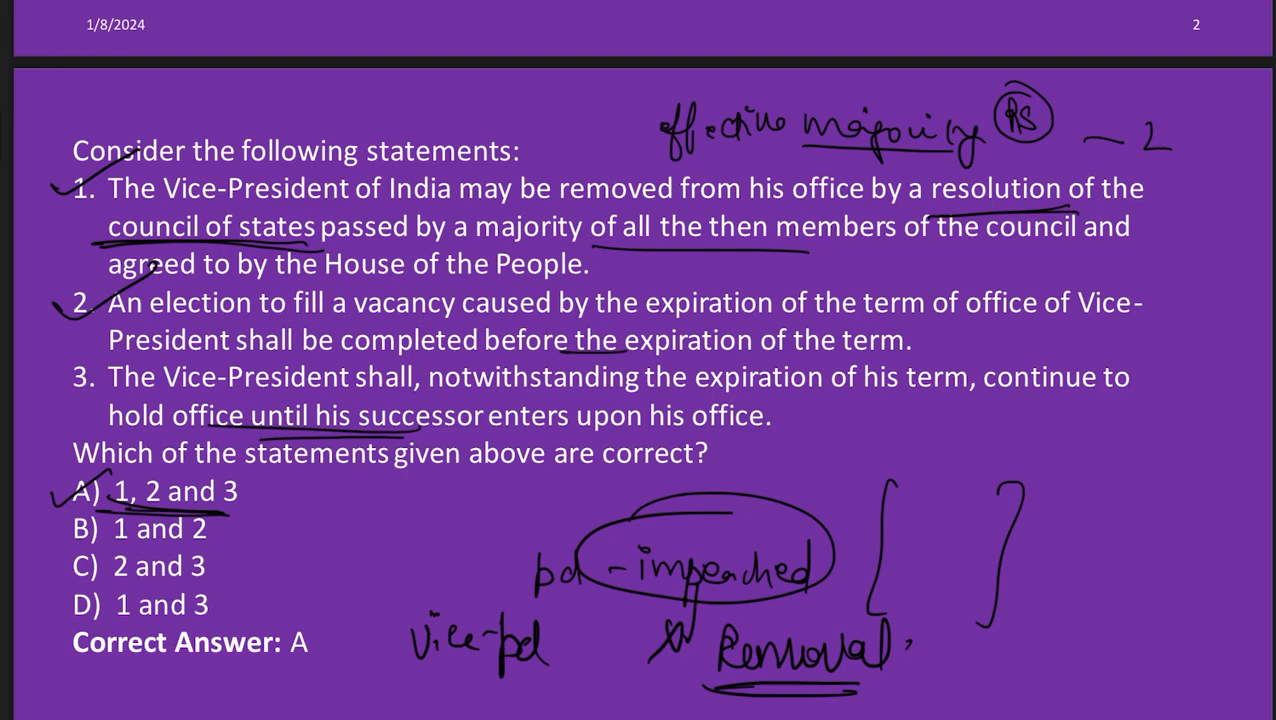 1/8/2024
2
effective majority RS - 2
Consider the following statements:
1. The Vice-President of India may be removed from his office by a resolution of the
council of states passed by a majority of all the then members of the council and
agreed to by the House of the People.
2. An election to fill a vacancy caused by the expiration of the term of office of Vice-
President shall be completed before the expiration of the term.
3. The Vice-President shall, notwithstanding the expiration of his term, continue to
hold office until his successor enters upon his office.
Which of the statements given above are correct?
A) 1, 2 and 3
B) 1 and 2
C) 2 and 3
D) 1 and 3
pd - impeached
Correct Answer: A
Vice-pd
Removal